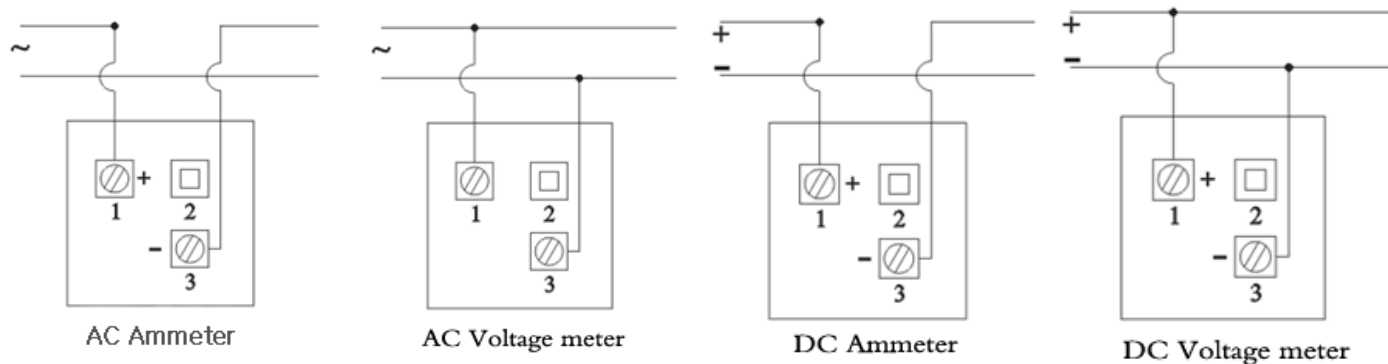 ~
1 + 2
- 3
AC Ammeter
~
1 2
3
AC Voltage meter
+
-
1 + 2
- 3
DC Ammeter
+
-
1 + 2
- 3
DC Voltage meter